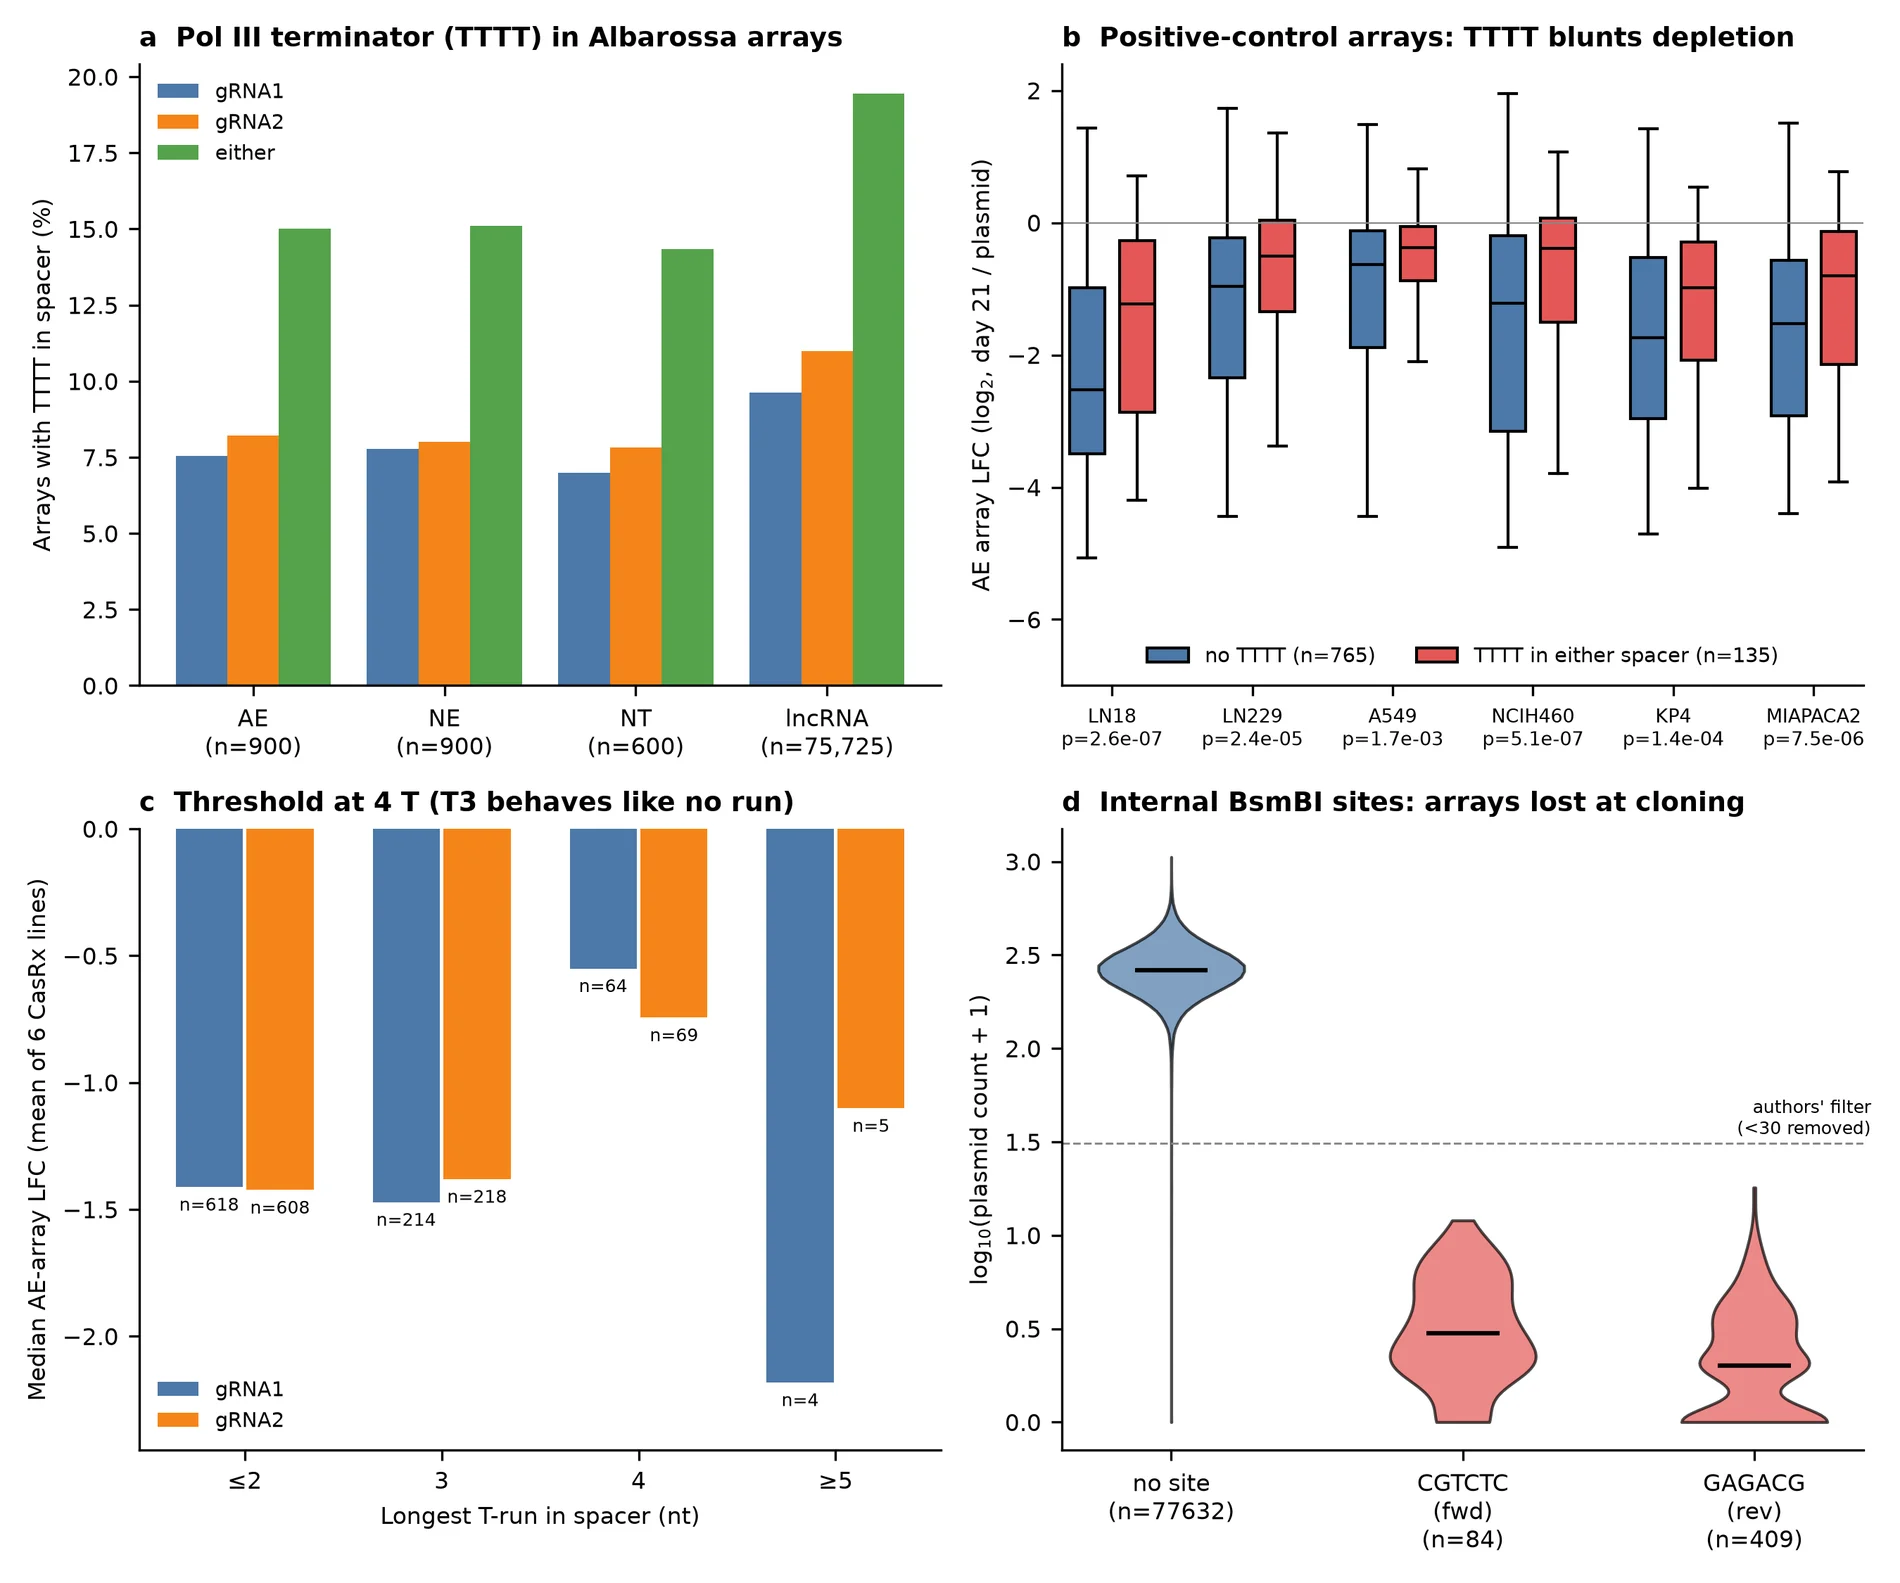 a Pol III terminator (TTTT) in Albarossa arrays
Arrays with TTTT in spacer (%)
20.0
17.5
15.0
12.5
10.0
7.5
5.0
2.5
0.0
gRNA1
gRNA2
either
AE
(n=900)
NE
(n=900)
NT
(n=600)
lncRNA
(n=75,725)
b Positive-control arrays: TTTT blunts depletion
AE array LFC (log₂, day 21 / plasmid)
2
0
−2
−4
−6
no TTTT (n=765)
TTTT in either spacer (n=135)
LN18
p=2.6e-07
LN229
p=2.4e-05
A549
p=1.7e-03
NCIH460
p=5.1e-07
KP4
p=1.4e-04
MIAPACA2
p=7.5e-06
c Threshold at 4 T (T3 behaves like no run)
Median AE-array LFC (mean of 6 CasRx lines)
0.0
−0.5
−1.0
−1.5
−2.0
n=618
n=608
n=214
n=218
n=64
n=69
n=4
n=5
gRNA1
gRNA2
≤2
3
4
≥5
Longest T-run in spacer (nt)
d Internal BsmBI sites: arrays lost at cloning
log₁₀(plasmid count + 1)
3.0
2.5
2.0
1.5
1.0
0.5
0.0
authors' filter
(<30 removed)
no site
(n=77632)
CGTCTC
(fwd)
(n=84)
GAGACG
(rev)
(n=409)